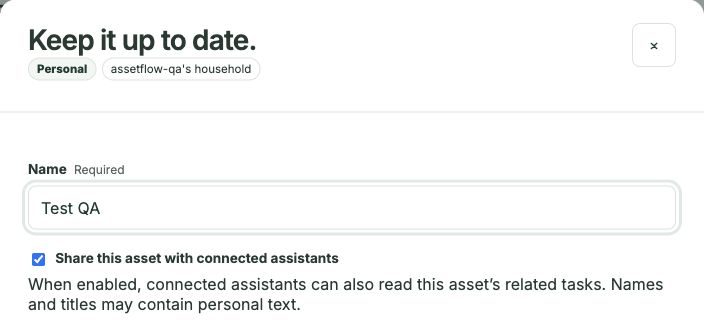 Keep it up to date.
Personal assetflow-qa's household
×
Name Required
Test QA
Share this asset with connected assistants
When enabled, connected assistants can also read this asset’s related tasks. Names
and titles may contain personal text.